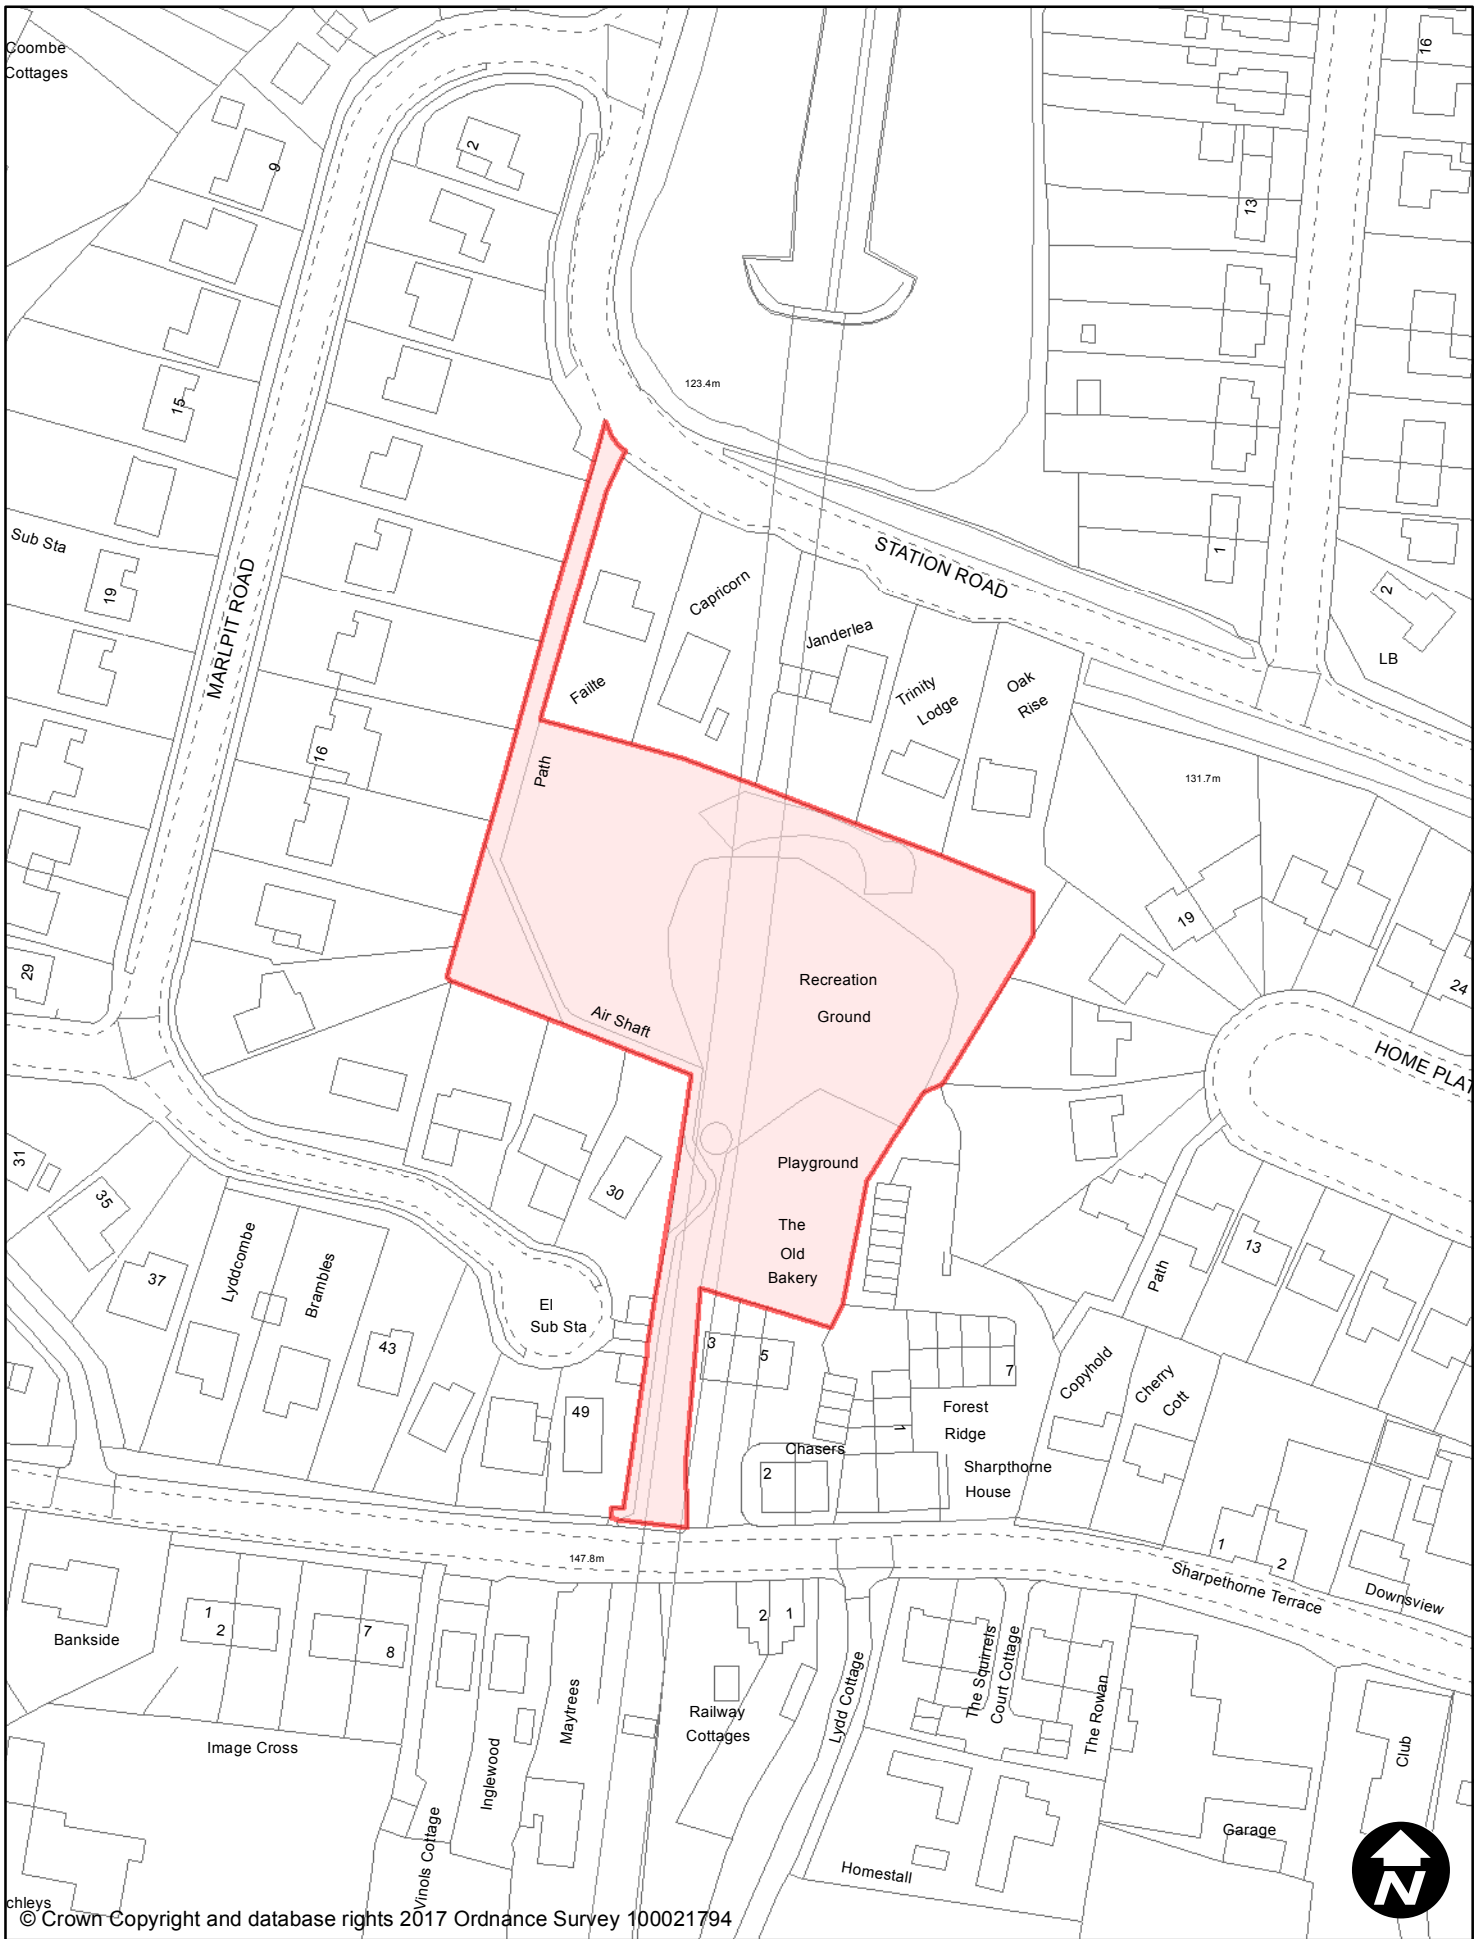 Coombe
Cottages
16
2
9
13
123.4m
15
STATION ROAD
1
Sub Sta
19
MARLPIT ROAD
Capricorn
2
Janderlea
LB
Failte
Trinity
Lodge
Oak
Rise
16
Path
131.7m
19
29
24
Recreation
Ground
Air Shaft
HOME PLAT
31
35
30
Playground
The
Old
Bakery
37
Lyddcombe
Brambles
43
El
Sub Sta
Path
13
3
5
7
Copyhold
Cherry
Cott
49
Forest
Ridge
1
Chasers
2
Sharpthorne
House
147.8m
1
2
Sharpethorne Terrace
Downsview
Bankside
1
2
7
8
2
1
The Squirrels
Court Cottage
The Rowan
Lydd Cottage
Maytrees
Railway
Cottages
Image Cross
Inglewood
Club
Vinols Cottage
Garage
Homestall
chleys
N
© Crown Copyright and database rights 2017 Ordnance Survey 100021794